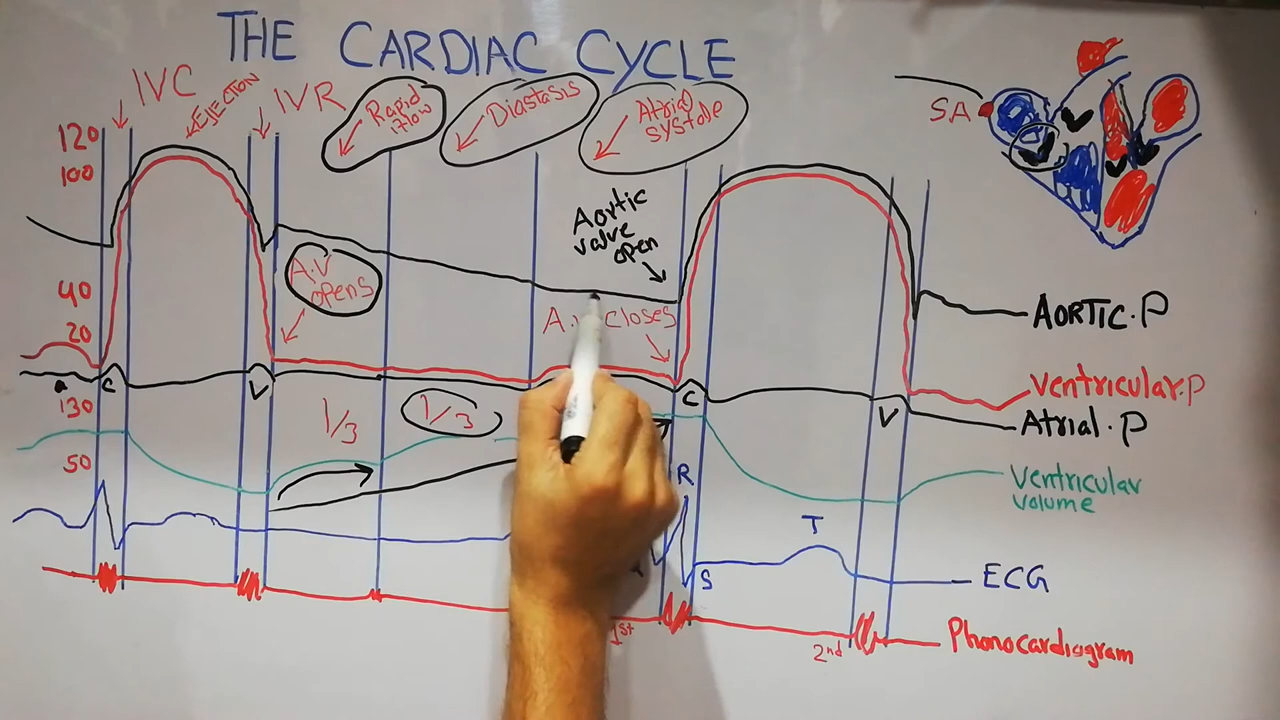 THE CARDIAC CYCLE
IVC
EJECTION
IVR
Rapid
iflow
Diastasis
Atrial
systole
SA
120
100
40
20
130
50
Aortic
valve
open
A.V
opens
A.V closes
a
C
V
C
V
1/3
1/3
R
S
T
1st
2nd
AORTIC.P
Ventricular.P
Atrial.P
Ventricular
volume
ECG
Phonocardiogram